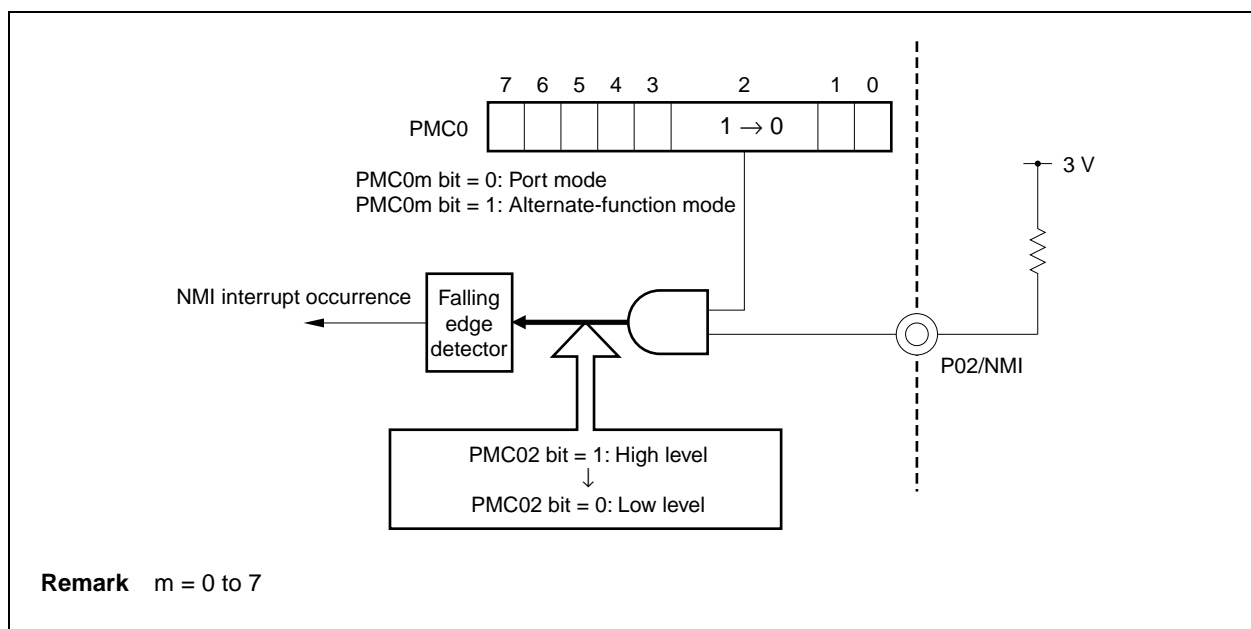 7 6 5 4 3 2 1 0
PMC0
1 → 0
3 V
PMC0m bit = 0: Port mode
PMC0m bit = 1: Alternate-function mode
NMI interrupt occurrence
Falling
edge
detector
P02/NMI
PMC02 bit = 1: High level
↓
PMC02 bit = 0: Low level
Remark m = 0 to 7